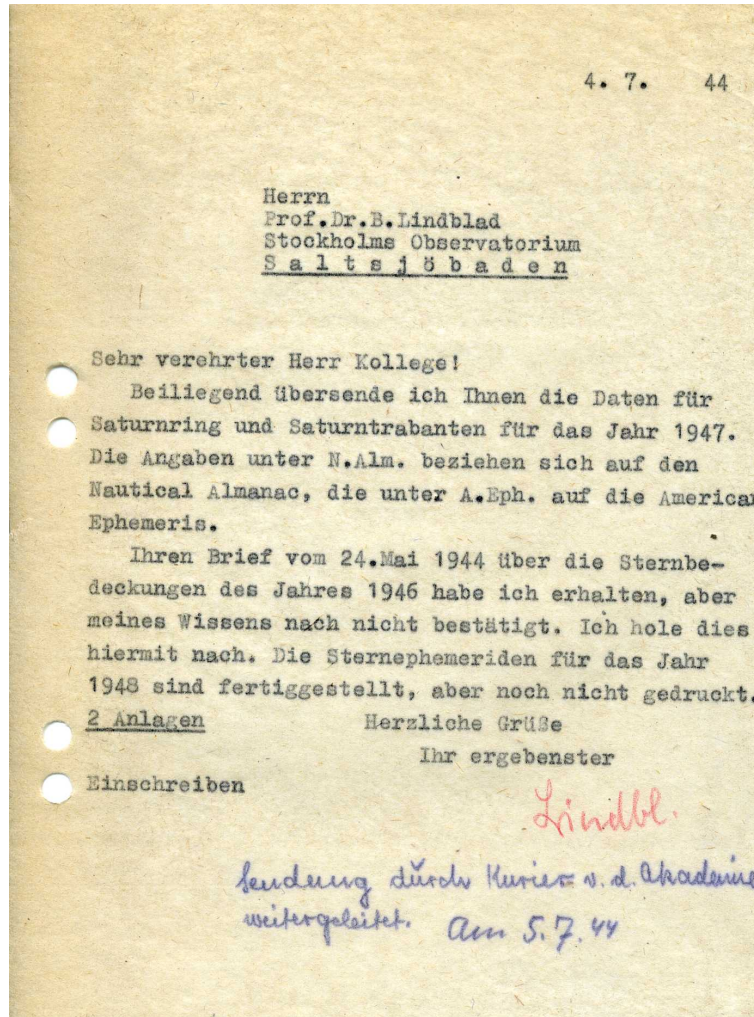 4. 7. 44
Herrn
Prof.Dr.B.Lindblad
Stockholms Observatorium
S a l t s j ö b a d e n
Sehr verehrter Herr Kollege!
Beiliegend übersende ich Ihnen die Daten für
Saturnring und Saturntrabanten für das Jahr 1947.
Die Angaben unter N.Alm. beziehen sich auf den
Nautical Almanac, die unter A.Eph. auf die American
Ephemeris.
Ihren Brief vom 24.Mai 1944 über die Sternbe-
deckungen des Jahres 1946 habe ich erhalten, aber
meines Wissens nach nicht bestätigt. Ich hole dies
hiermit nach. Die Sternephemeriden für das Jahr
1948 sind fertiggestellt, aber noch nicht gedruckt.
2 Anlagen Herzliche Grüße
Ihr ergebenster
Einschreiben
Lindbl.
Sendung durch Kurier v. d. Akademie
weitergeleitet. Am 5.7.44